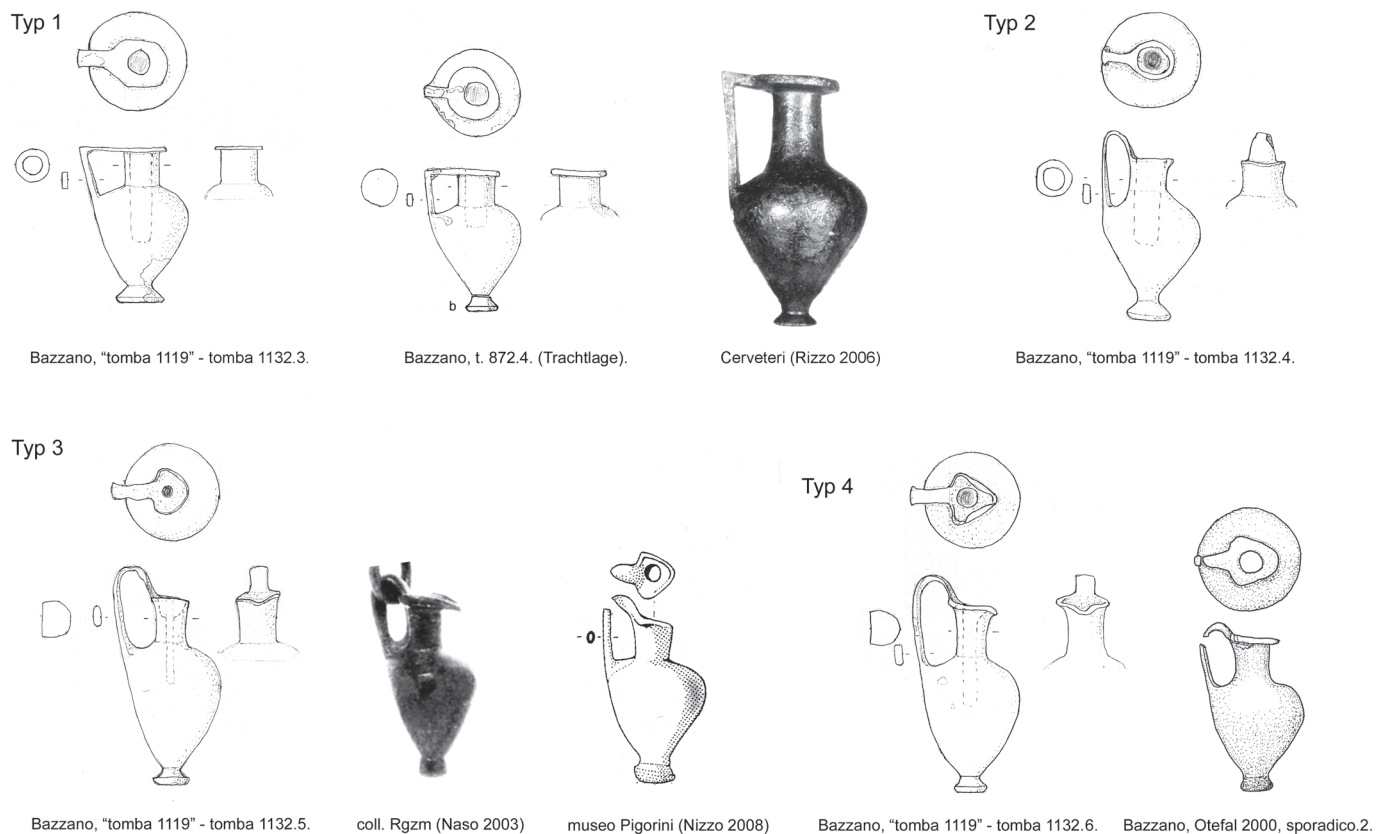 Typ 1
Typ 2
b
Bazzano, “tomba 1119” - tomba 1132.3.
Bazzano, t. 872.4. (Trachtlage).
Cerveteri (Rizzo 2006)
Bazzano, “tomba 1119” - tomba 1132.4.
Typ 3
Typ 4
Bazzano, “tomba 1119” - tomba 1132.5.
coll. Rgzm (Naso 2003)
museo Pigorini (Nizzo 2008)
Bazzano, “tomba 1119” - tomba 1132.6.
Bazzano, Otefal 2000, sporadico.2.